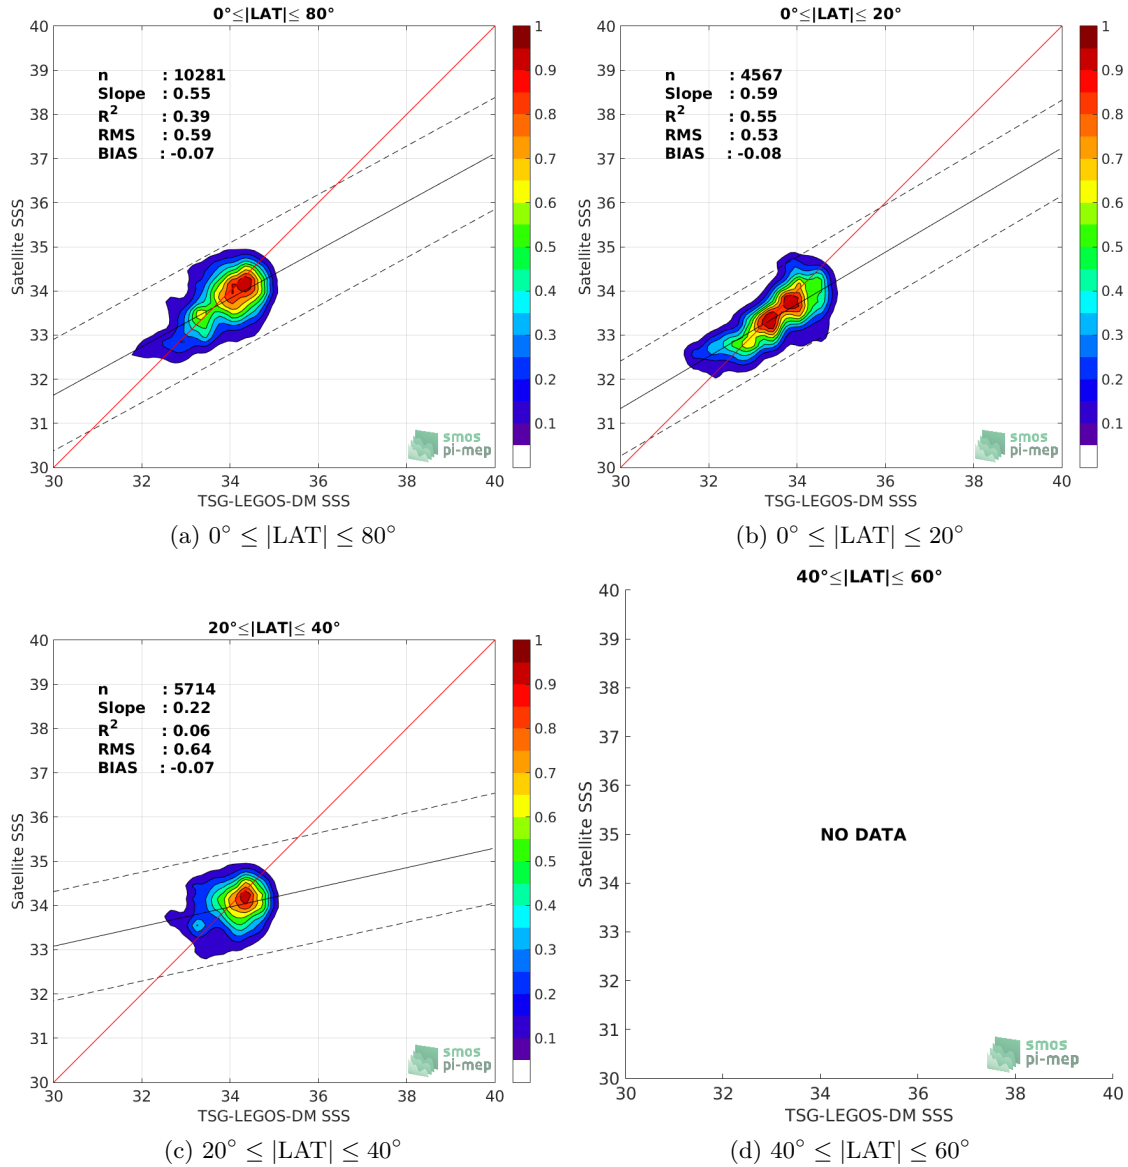 0°≤|LAT|≤ 80°
40
39
38
37
36
35
34
33
32
31
30
Satellite SSS
n : 10281
Slope : 0.55
R² : 0.39
RMS : 0.59
BIAS : -0.07
smos
pi-mep
30 32 34 36 38 40
TSG-LEGOS-DM SSS
1
0.9
0.8
0.7
0.6
0.5
0.4
0.3
0.2
0.1
(a) 0° ≤ |LAT| ≤ 80°
0°≤|LAT|≤ 20°
40
39
38
37
36
35
34
33
32
31
30
Satellite SSS
n : 4567
Slope : 0.59
R² : 0.55
RMS : 0.53
BIAS : -0.08
smos
pi-mep
30 32 34 36 38 40
TSG-LEGOS-DM SSS
1
0.9
0.8
0.7
0.6
0.5
0.4
0.3
0.2
0.1
(b) 0° ≤ |LAT| ≤ 20°
20°≤|LAT|≤ 40°
40
39
38
37
36
35
34
33
32
31
30
Satellite SSS
n : 5714
Slope : 0.22
R² : 0.06
RMS : 0.64
BIAS : -0.07
smos
pi-mep
30 32 34 36 38 40
TSG-LEGOS-DM SSS
1
0.9
0.8
0.7
0.6
0.5
0.4
0.3
0.2
0.1
(c) 20° ≤ |LAT| ≤ 40°
40°≤|LAT|≤ 60°
40
39
38
37
36
35
34
33
32
31
30
Satellite SSS
NO DATA
smos
pi-mep
30 32 34 36 38 40
TSG-LEGOS-DM SSS
(d) 40° ≤ |LAT| ≤ 60°